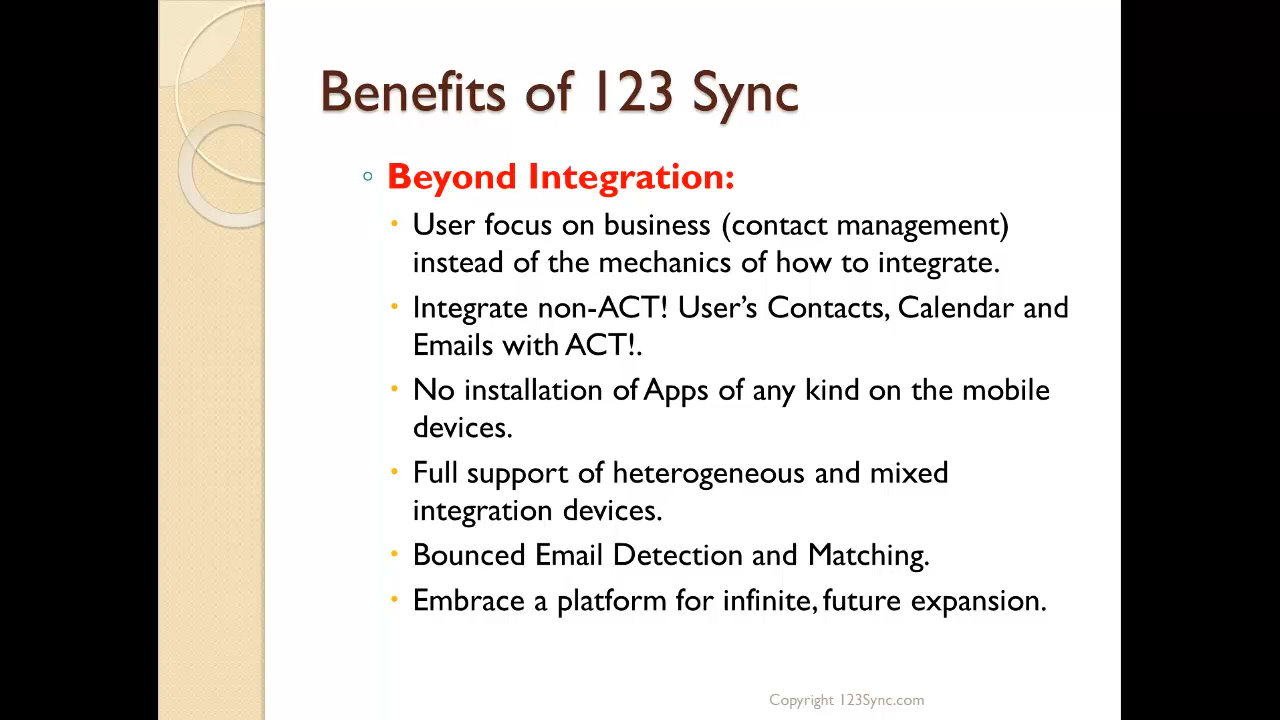 Benefits of 123 Sync
Beyond Integration:
User focus on business (contact management)
instead of the mechanics of how to integrate.
Integrate non-ACT! User’s Contacts, Calendar and
Emails with ACT!.
No installation of Apps of any kind on the mobile
devices.
Full support of heterogeneous and mixed
integration devices.
Bounced Email Detection and Matching.
Embrace a platform for infinite, future expansion.
Copyright 123Sync.com